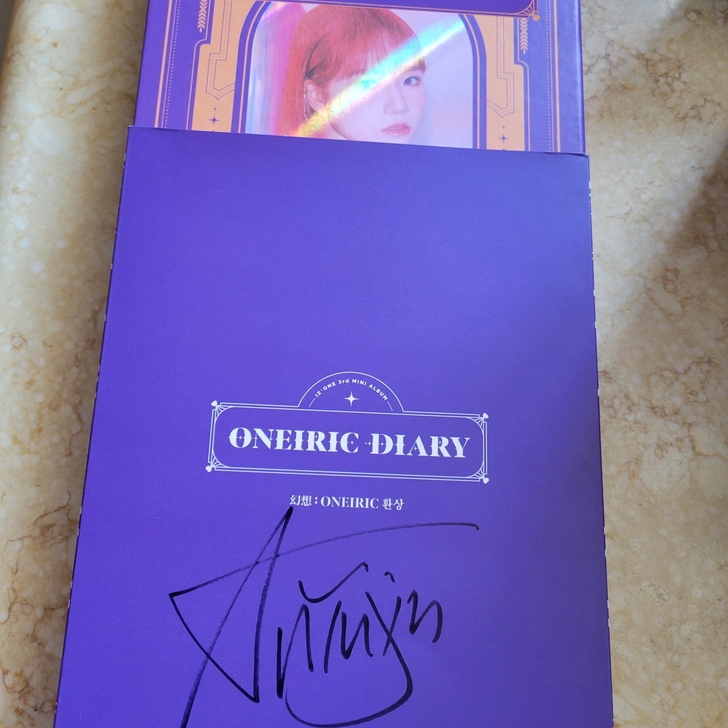 IZ*ONE 3rd MINI ALBUM
ONEIRIC DIARY
幻想 : ONEIRIC 환상